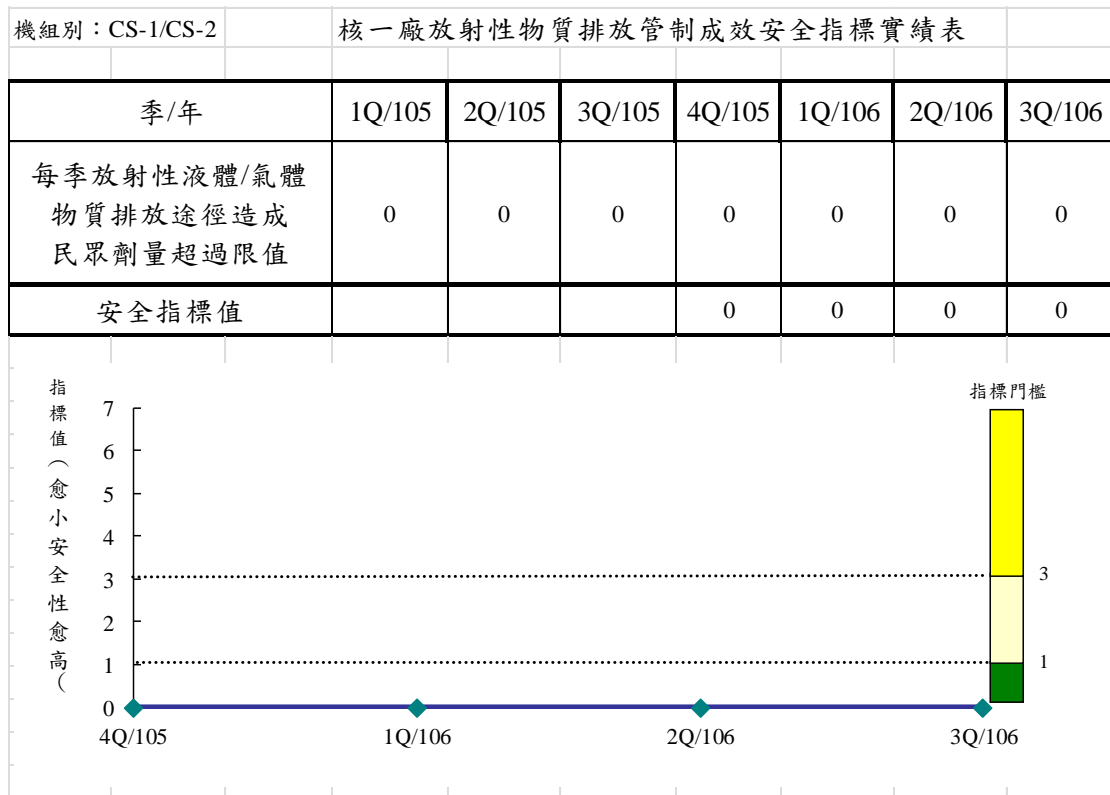 機組別：CS-1/CS-2 核一廠放射性物質排放管制成效安全指標實績表
季/年 1Q/105 2Q/105 3Q/105 4Q/105 1Q/106 2Q/106 3Q/106
每季放射性液體/氣體
物質排放途徑造成
民眾劑量超過限值
0 0 0 0 0 0 0
安全指標值 0 0 0 0
指標值（愈小安全性愈高（
指標門檻
7
6
5
4
3
2
1
0
3
1
4Q/105 1Q/106 2Q/106 3Q/106